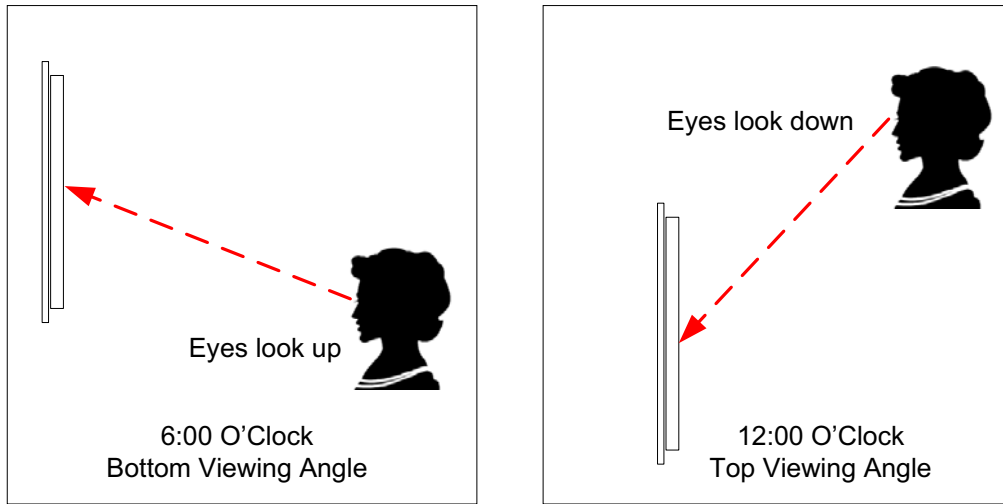 Eyes look up
6:00 O’Clock
Bottom Viewing Angle
Eyes look down
12:00 O’Clock
Top Viewing Angle